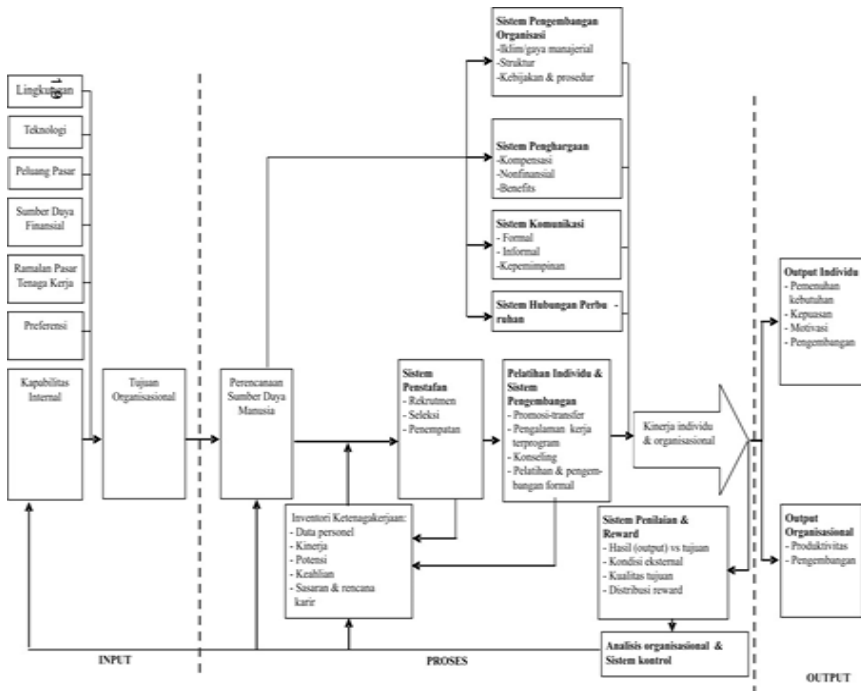 Lingkungan
19
Teknologi
Peluang Pasar
Sumber Daya
Finansial
Ramalan Pasar
Tenaga Kerja
Preferensi
Kapabilitas
Internal
Tujuan
Organisasional
Perencanaan
Sumber Daya
Manusia
Sistem Pengembangan
Organisasi
-Iklim/gaya manajerial
-Struktur
-Kebijakan & prosedur
Sistem Penghargaan
-Kompensasi
-Nonfinansial
-Benefits
Sistem Komunikasi
- Formal
- Informal
-Kepemimpinan
Sistem Hubungan Perbu -
ruhan
Sistem
Penstafan
- Rekrutmen
- Seleksi
- Penempatan
Pelatihan Individu &
Sistem
Pengembangan
- Promosi-transfer
- Pengalaman kerja
terprogram
- Konseling
- Pelatihan & pengem-
bangan formal
Kinerja individu
& organisasional
Inventori Ketenagakerjaan:
- Data personel
- Kinerja
- Potensi
- Keahlian
- Sasaran & rencana
karir
Sistem Penilaian &
Reward
- Hasil (output) vs tujuan
- Kondisi eksternal
- Kualitas tujuan
- Distribusi reward
Analisis organisasional &
Sistem kontrol
Output Individu
- Pemenuhan
kebutuhan
- Kepuasan
- Motivasi
- Pengembangan
Output
Organisasional
- Produktivitas
- Pengembangan
INPUT
PROSES
OUTPUT